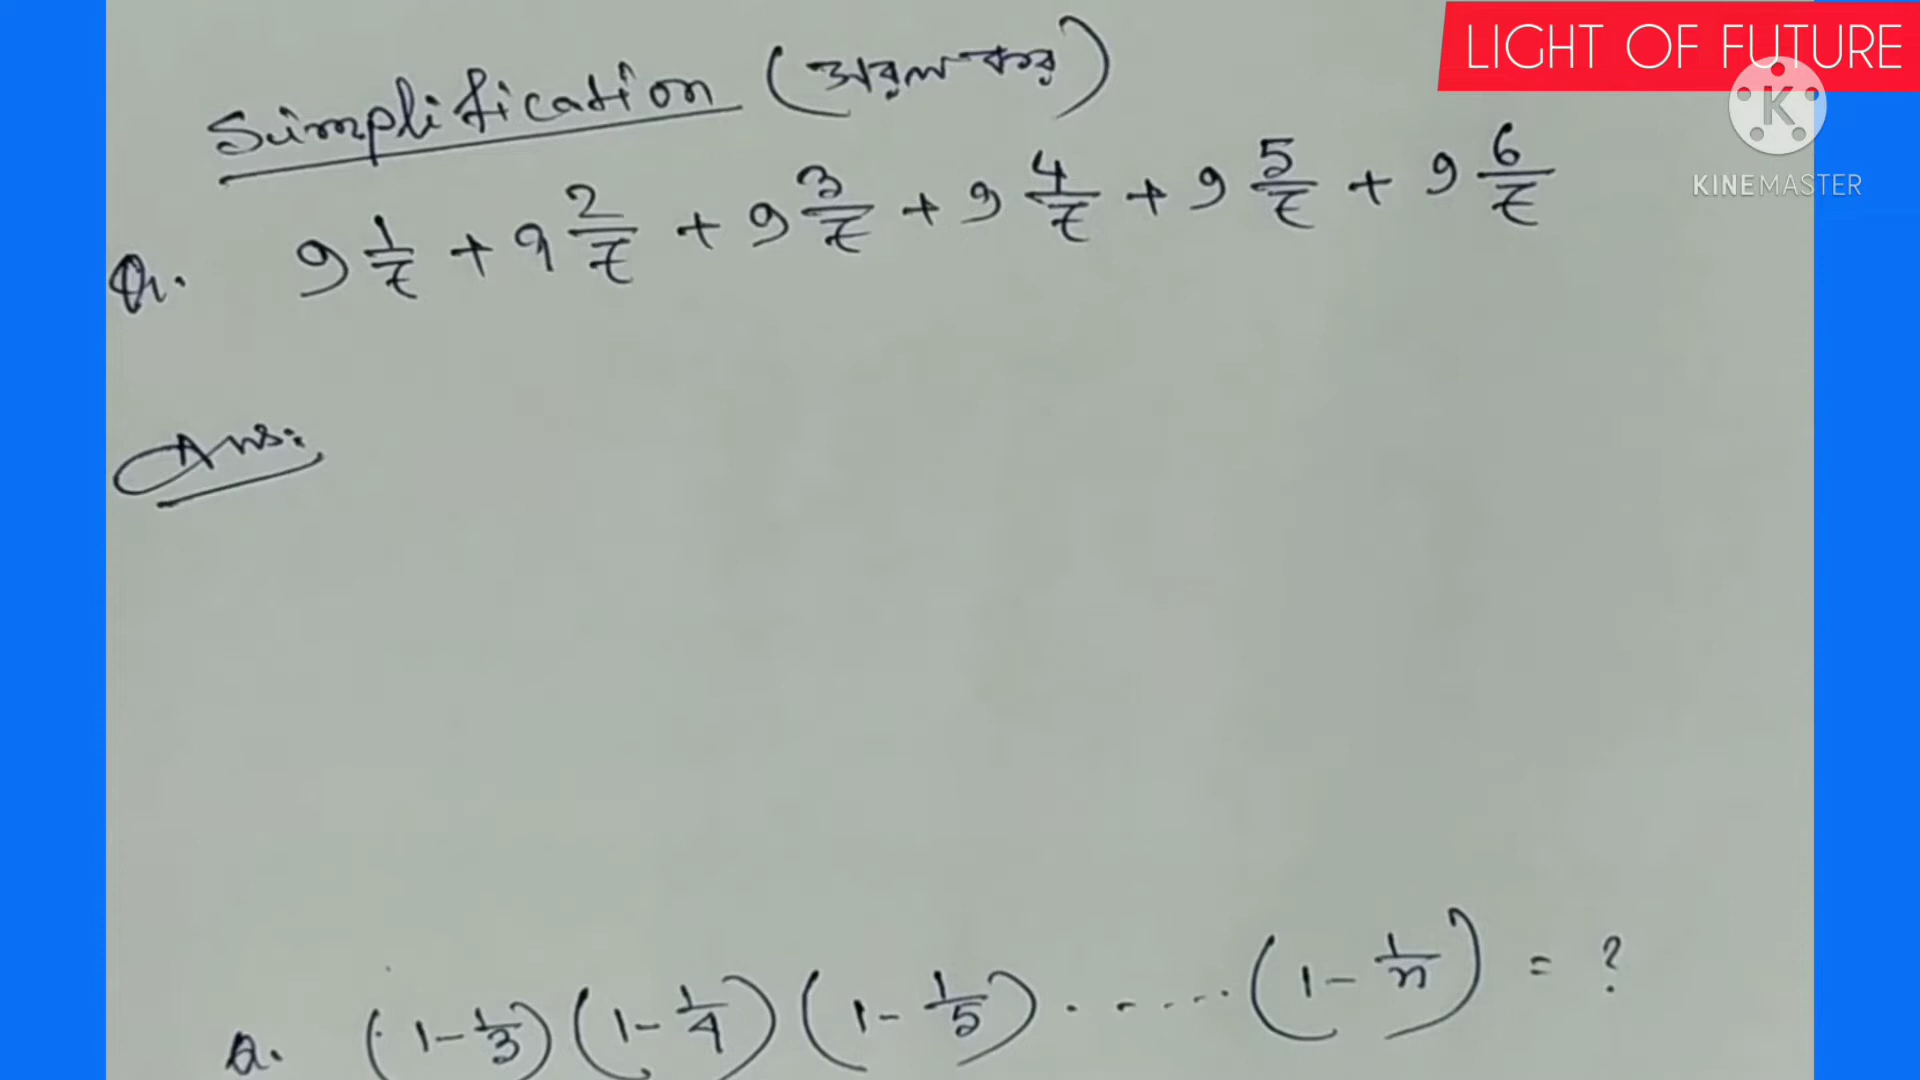 LIGHT OF FUTURE
KINEMASTER
Simplification (সরল কর)
Q. 9 1/7 + 9 2/7 + 9 3/7 + 9 4/7 + 9 5/7 + 9 6/7
Ans:
Q. (1 - 1/3) (1 - 1/4) (1 - 1/5) ...... (1 - 1/n) = ?